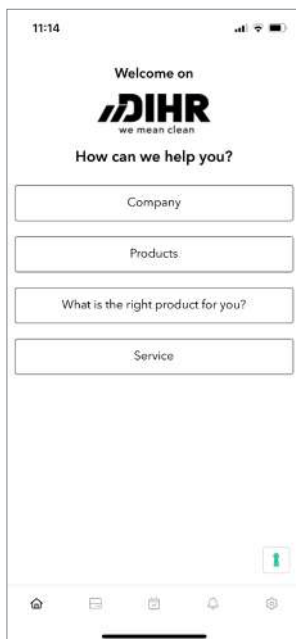 11:14
Welcome on
DIHR
we mean clean
How can we help you?
Company
Products
What is the right product for you?
Service